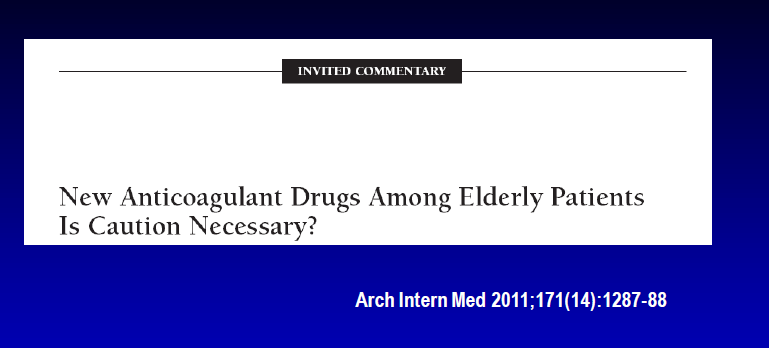 INVITED COMMENTARY
New Anticoagulant Drugs Among Elderly Patients
Is Caution Necessary?
Arch Intern Med 2011;171(14):1287-88